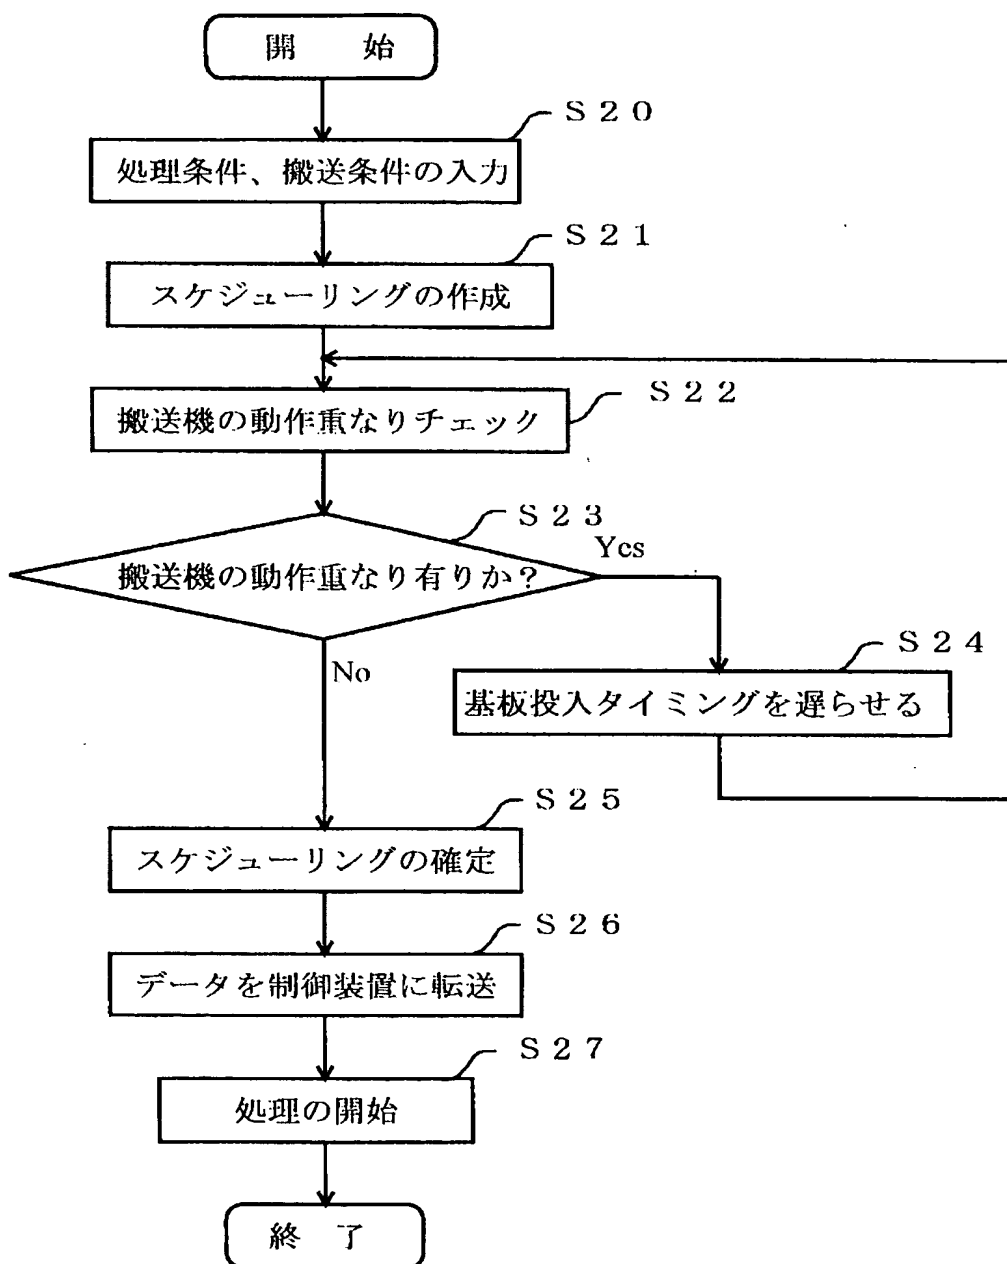 開　始
S20
処理条件、搬送条件の入力
S21
スケジューリングの作成
S22
搬送機の動作重なりチェック
S23
搬送機の動作重なり有りか？
Yes
No
S24
基板投入タイミングを遅らせる
S25
スケジューリングの確定
S26
データを制御装置に転送
S27
処理の開始
終　了